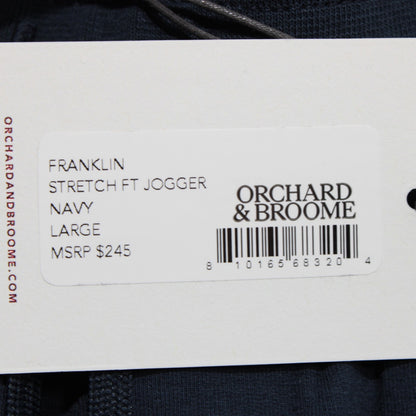 ORCHARDANDBROOME.COM
FRANKLIN
STRETCH FT JOGGER
NAVY
LARGE
MSRP $245
ORCHARD
& BROOME
8 10165 68320 4